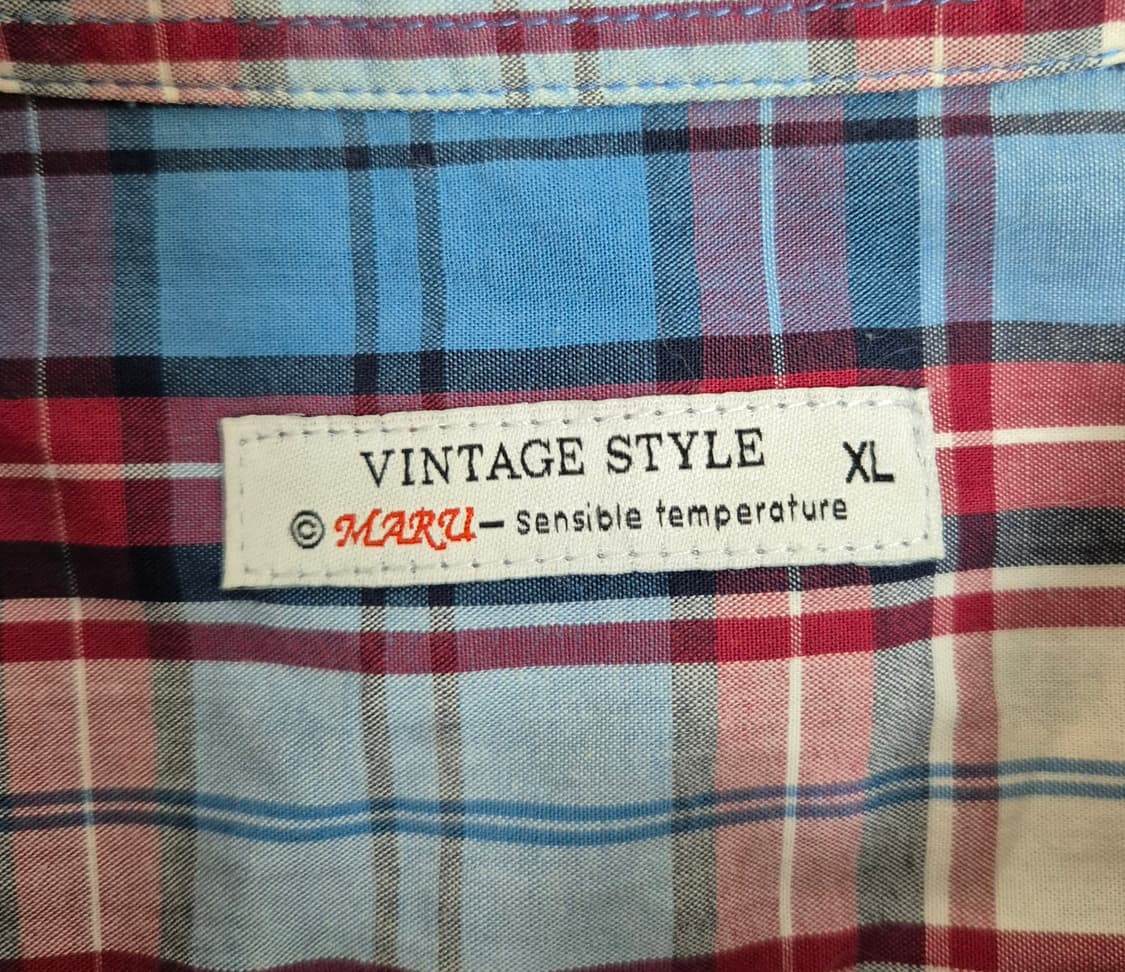 VINTAGE STYLE XL
© MARU— Sensible temperature